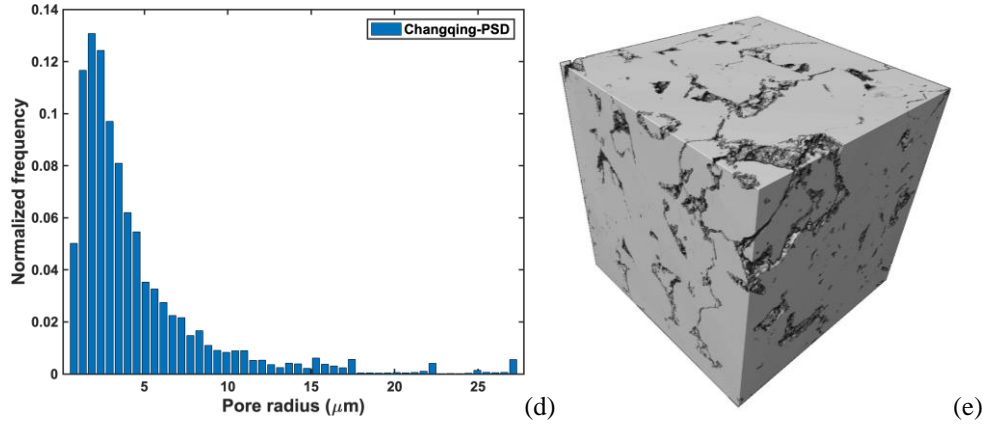 0.14
0.12
0.1
0.08
0.06
0.04
0.02
0
Normalized frequency
Changqing-PSD
5 10 15 20 25
Pore radius (μm)
(d)
(e)